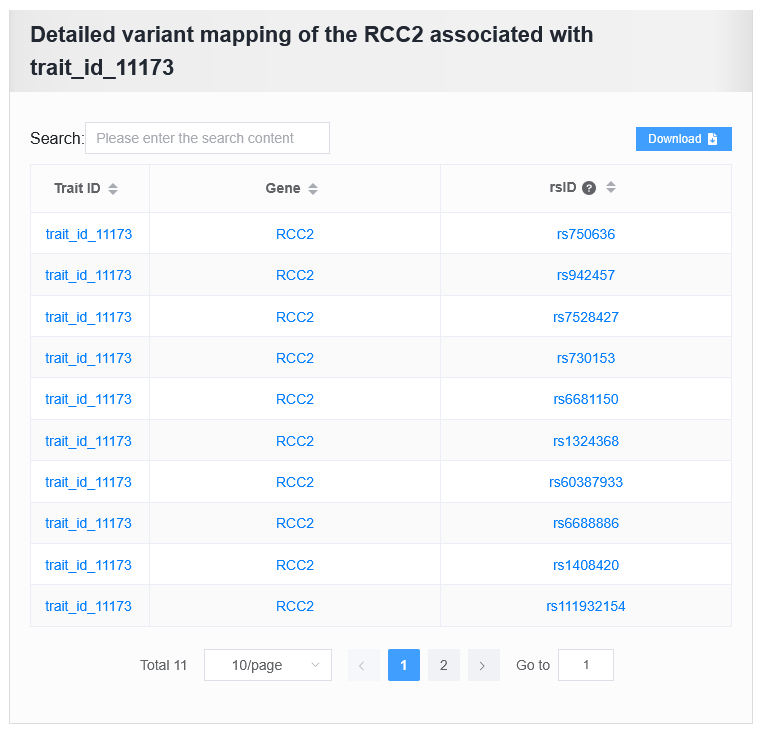 Detailed variant mapping of the RCC2 associated with
trait_id_11173
Search: Please enter the search content Download
Trait ID Gene rsID ?
trait_id_11173 RCC2 rs750636
trait_id_11173 RCC2 rs942457
trait_id_11173 RCC2 rs7528427
trait_id_11173 RCC2 rs730153
trait_id_11173 RCC2 rs6681150
trait_id_11173 RCC2 rs1324368
trait_id_11173 RCC2 rs60387933
trait_id_11173 RCC2 rs6688886
trait_id_11173 RCC2 rs1408420
trait_id_11173 RCC2 rs111932154
Total 11 10/page 1 2 Go to 1